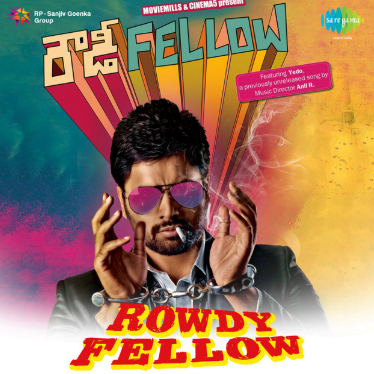 MOVIEMILLS & CINEMA5 present
RP - Sanjiv Goenka
Group
SAREGAMA
రౌడీ FELLOW
Featuring Yedo,
a previously unreleased song by
Music Director Anil R.
ROWDY
FELLOW